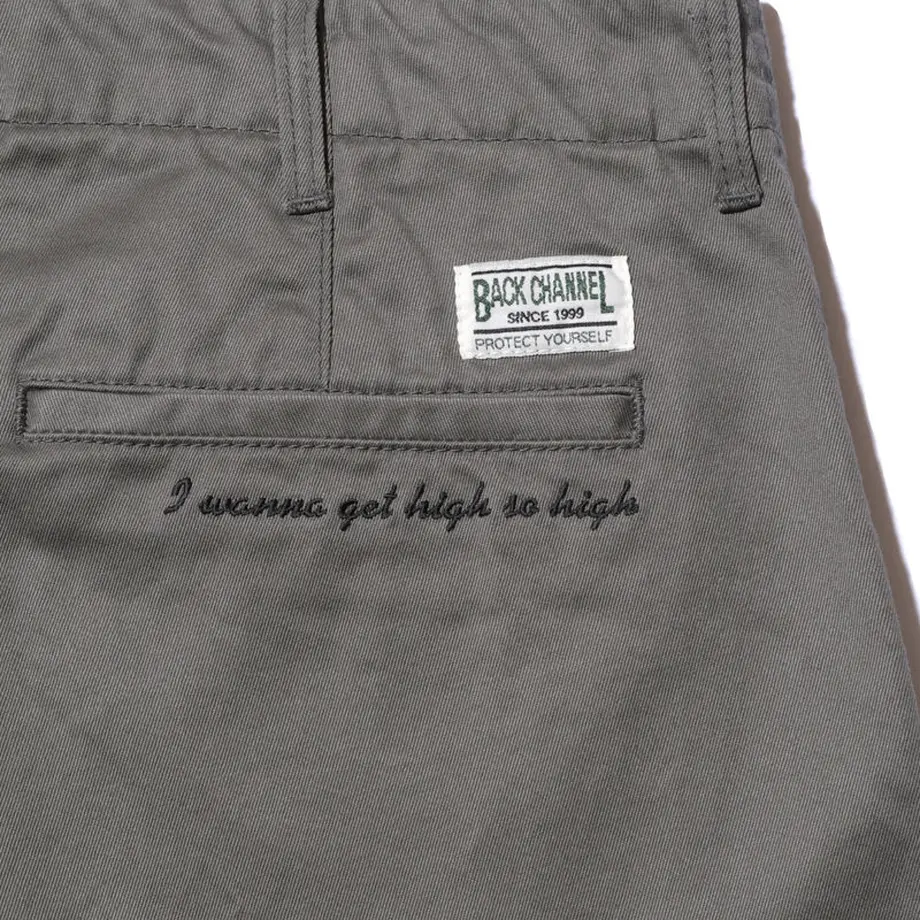 BACK CHANNEL
SINCE 1999
PROTECT YOURSELF
I wanna get high so high